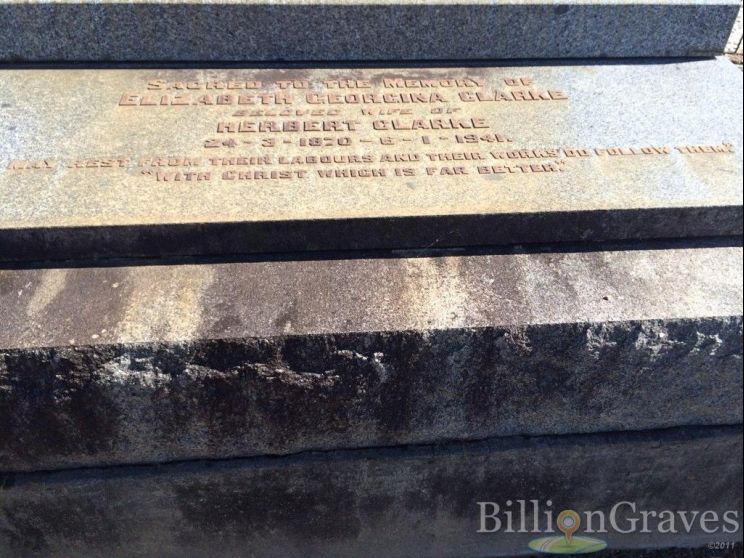 SACRED TO THE MEMORY OF
ELIZABETH GEORGINA CLARKE
BELOVED WIFE OF
HERBERT CLARKE
24-3-1870 - 6-1-1941.
MAY REST FROM THEIR LABOURS AND THEIR WORKS DO FOLLOW THEM."
"WITH CHRIST WHICH IS FAR BETTER."
BillionGraves
©2011